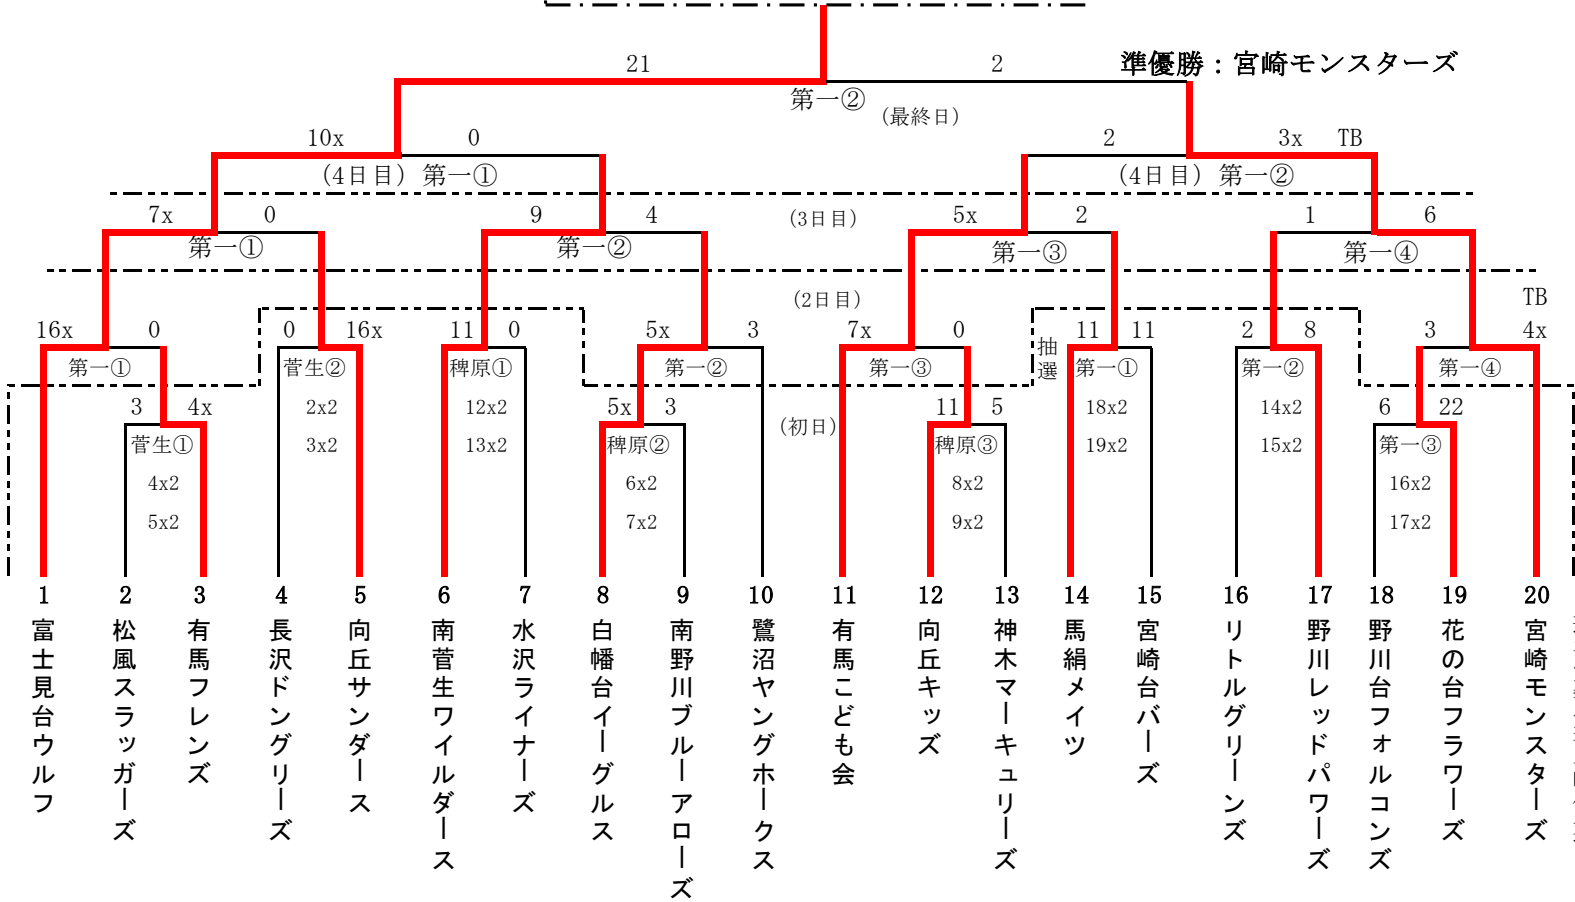 21 2 準優勝：宮崎モンスターズ
第一②
(最終日)
10x 0 2 3x TB
(4日目) 第一① (4日目) 第一②
7x 0 9 4 (3日目) 5x 2 1 6
第一① 第一② 第一③ 第一④
(2日目) TB
16x 0 0 16x 11 0 5x 3 7x 0 抽選 11 11 2 8 3 4x
第一① 菅生② 稗原① 第一② 第一③ 第一① 第一② 第一④
3 4x 2x2 12x2 5x 3 (初日) 11 5 18x2 14x2 6 22
菅生① 3x2 13x2 稗原② 稗原③ 19x2 15x2 第一③
4x2 6x2 8x2 16x2
5x2 7x2 9x2 17x2
1 2 3 4 5 6 7 8 9 10 11 12 13 14 15 16 17 18 19 20
富士見台ウルフ
松風スラッガーズ
有馬フレンズ
長沢ドングリーズ
向丘サンダース
南菅生ワイルダース
水沢ライナーズ
白幡台イーグルス
南野川ブルーアローズ
鷺沼ヤングホークス
有馬こども会
向丘キッズ
神木マーキュリーズ
馬絹メイツ
宮崎台バーズ
リトルグリーンズ
野川レッドパワーズ
野川台フォルコンズ
花の台フラワーズ
宮崎モンスターズ